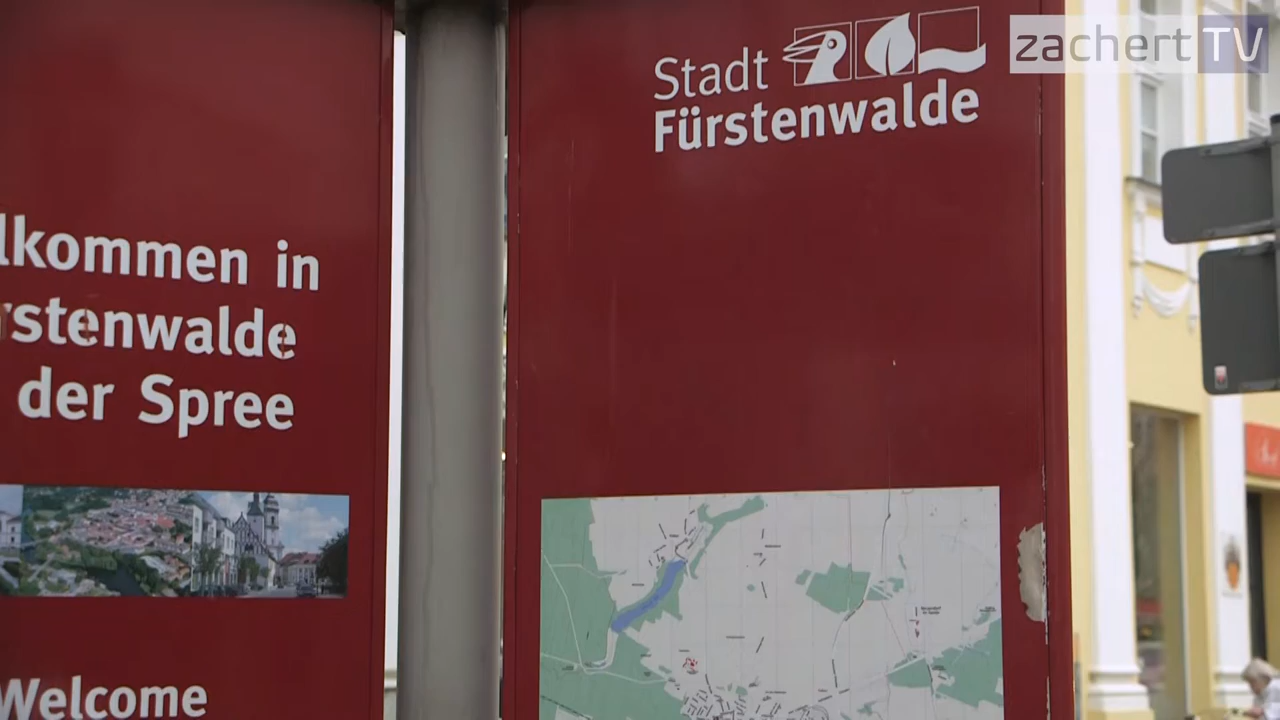 lkommen in
rstenwalde
der Spree
Welcome
Stadt
Fürstenwalde
zachert TV